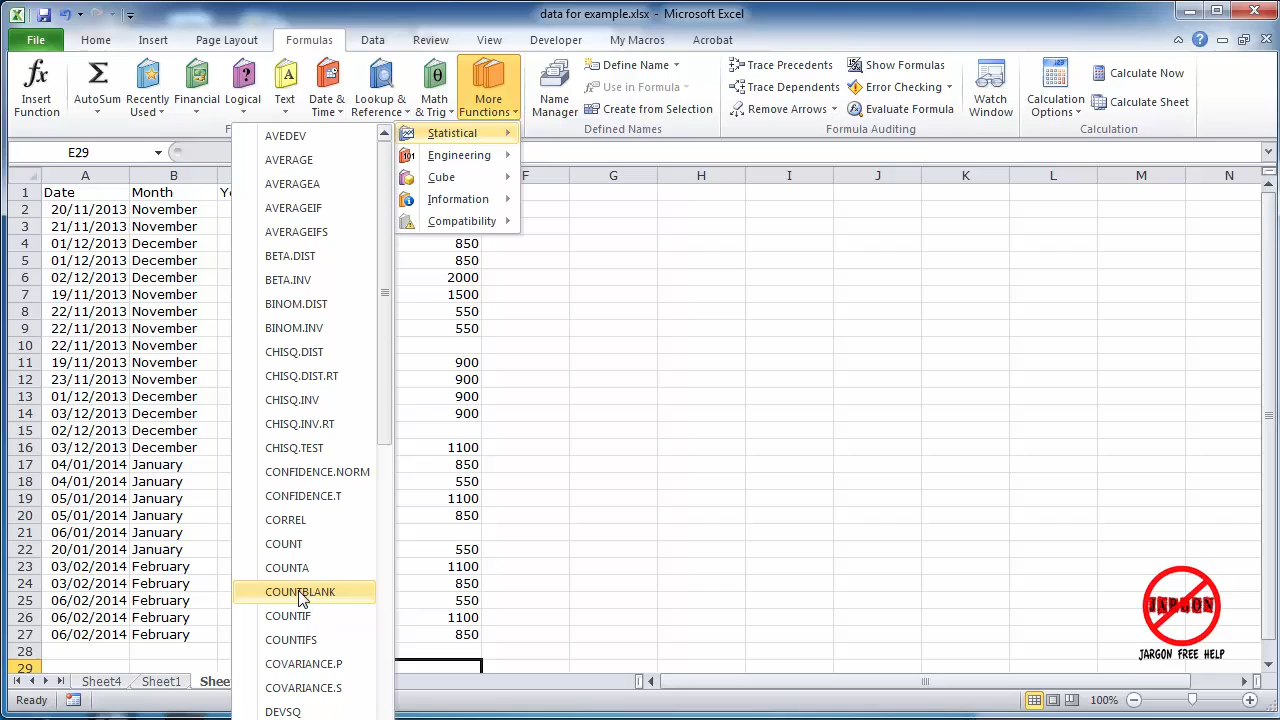 data for example.xlsx - Microsoft Excel
File Home Insert Page Layout Formulas Data Review View Developer My Macros Acrobat
Insert Function
AutoSum
Recently Used
Financial
Logical
Text
Date & Time
Lookup & Reference
Math & Trig
More Functions
Name Manager
Define Name
Use in Formula
Create from Selection
Defined Names
Trace Precedents
Trace Dependents
Show Formulas
Error Checking
Formula Auditing
Watch Window
Calculation Options
Calculate Now
Calculate Sheet
Calculation
Statistical
Engineering
Cube
Information
Compatibility
AVEDEV
AVERAGE
AVERAGEA
AVERAGEIF
AVERAGEIFS
BETA.DIST
BETA.INV
BINOM.DIST
BINOM.INV
CHISQ.DIST
CHISQ.DIST.RT
CHISQ.INV
CHISQ.INV.RT
CHISQ.TEST
CONFIDENCE.NORM
CONFIDENCE.T
CORREL
COUNT
COUNTA
COUNTBLANK
COUNTIF
COUNTIFS
COVARIANCE.P
COVARIANCE.S
DEVSQ
E29
A B F G H I J K L M N
1 Date Month
2 20/11/2013 November
3 21/11/2013 November
4 01/12/2013 December 850
5 01/12/2013 December 850
6 02/12/2013 December 2000
7 19/11/2013 November 1500
8 22/11/2013 November 550
9 22/11/2013 November 550
10 22/11/2013 November
11 19/11/2013 November 900
12 23/11/2013 November 900
13 01/12/2013 December 900
14 03/12/2013 December 900
15 02/12/2013 December
16 03/12/2013 December 1100
17 04/01/2014 January 850
18 04/01/2014 January 550
19 05/01/2014 January 1100
20 05/01/2014 January 850
21 06/01/2014 January
22 20/01/2014 January 550
23 03/02/2014 February 1100
24 03/02/2014 February 850
25 06/02/2014 February 550
26 06/02/2014 February 1100
27 06/02/2014 February 850
28
29
JARGON
JARGON FREE HELP
Sheet4 Sheet1
Ready 100%